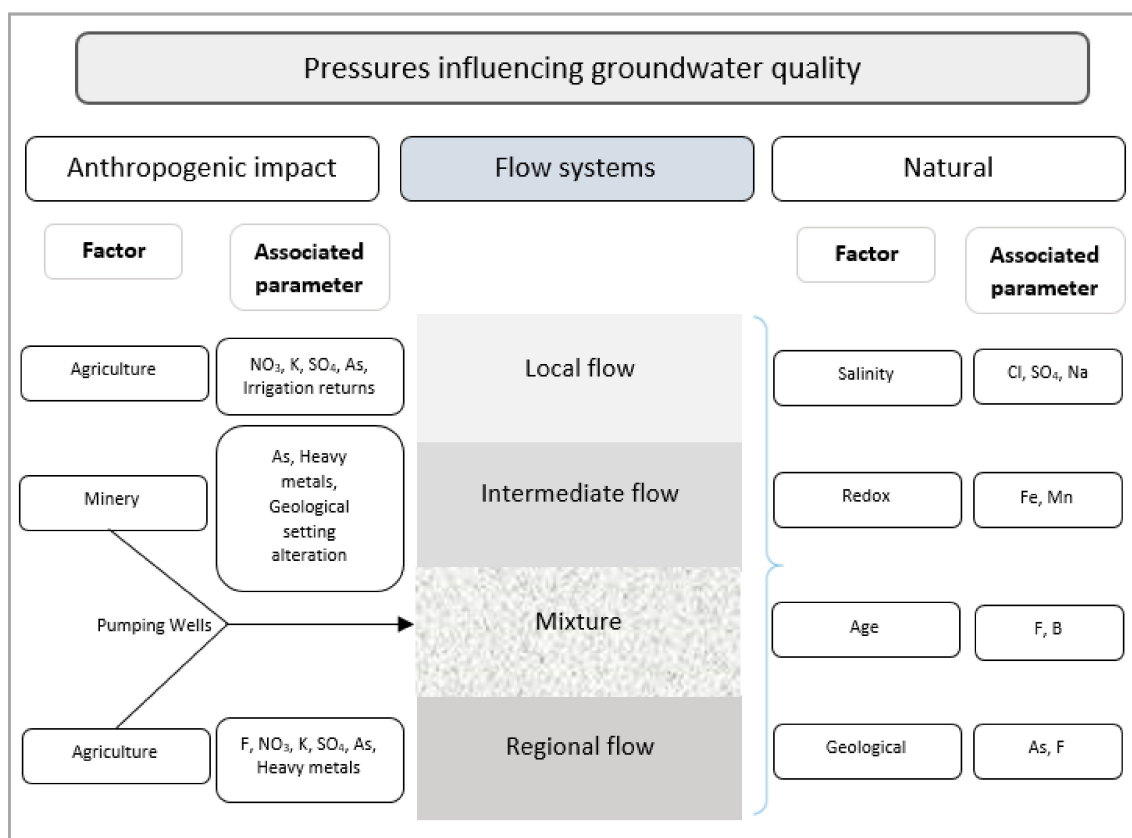 Pressures influencing groundwater quality
Anthropogenic impact
Flow systems
Natural
Factor
Associated
parameter
Factor
Associated
parameter
Agriculture
NO₃, K, SO₄, As,
Irrigation returns
Local flow
Salinity
Cl, SO₄, Na
Minery
As, Heavy
metals,
Geological
setting
alteration
Intermediate flow
Redox
Fe, Mn
Pumping Wells
Mixture
Age
F, B
Agriculture
F, NO₃, K, SO₄, As,
Heavy metals
Regional flow
Geological
As, F